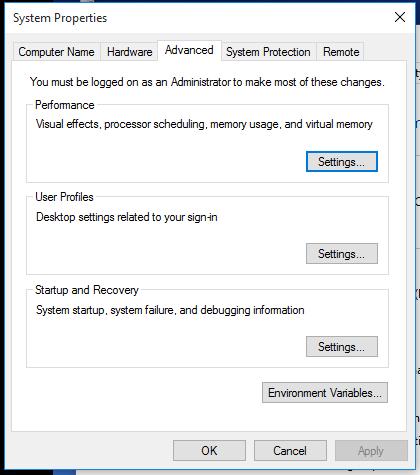 System Properties
Computer Name
Hardware
Advanced
System Protection
Remote
You must be logged on as an Administrator to make most of these changes.
Performance
Visual effects, processor scheduling, memory usage, and virtual memory
Settings...
User Profiles
Desktop settings related to your sign-in
Settings...
Startup and Recovery
System startup, system failure, and debugging information
Settings...
Environment Variables...
OK
Cancel
Apply